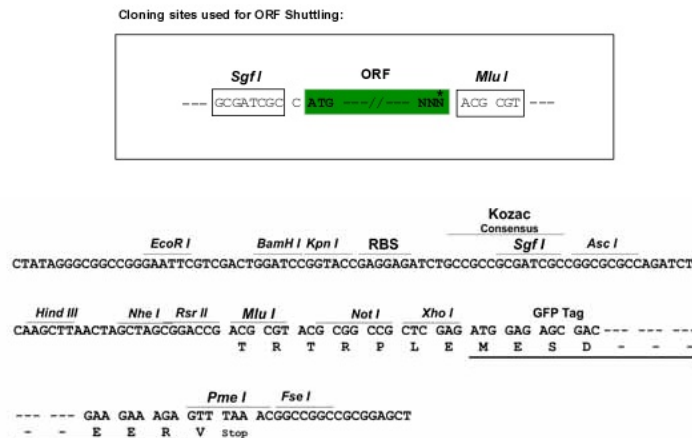 Cloning sites used for ORF Shuttling:
Sgf I ORF Mlu I
--- GCGATCGC C ATG ---//--- NNN* ACG CGT ---
Kozac
Consensus
EcoR I BamH I Kpn I RBS Sgf I Asc I
CTATAGGGCGGCCGGGAATTCGTCGACTGGATCCGGTACCGAGGAGATCTGCCGCCGCGATCGCCGGCGCGCCAGATCT
Hind III Nhe I Rsr II Mlu I Not I Xho I GFP Tag
CAAGCTTAACTAGCTAGCGGACCG ACG CGT ACG CGG CCG CTC GAG ATG GAG AGC GAC --- --- ---
T R T R P L E M E S D - - -
Pme I Fse I
--- --- GAA GAA AGA GTT TAA ACGGCCGGCCGCGGAGCT
- - E E R V Stop